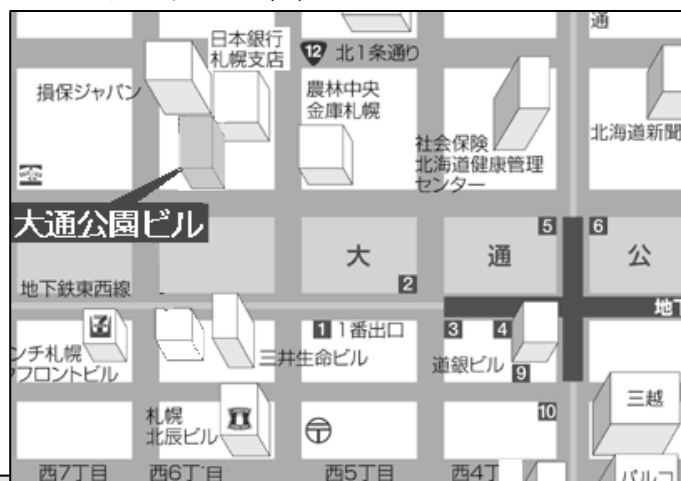 通
日本銀行
札幌支店
12 北1条通り
損保ジャパン
農林中央
金庫札幌
社会保険
北海道健康管理
センター
北海道新聞
大通公園ビル
5
6
大
通
公
2
地下鉄東西線
地下
1 1番出口
3
4
ンチ札幌
フロントビル
三井生命ビル
道銀ビル
9
三越
札幌
北辰ビル
10
西7丁目
西6丁目
西5丁目
西4丁
パルコ